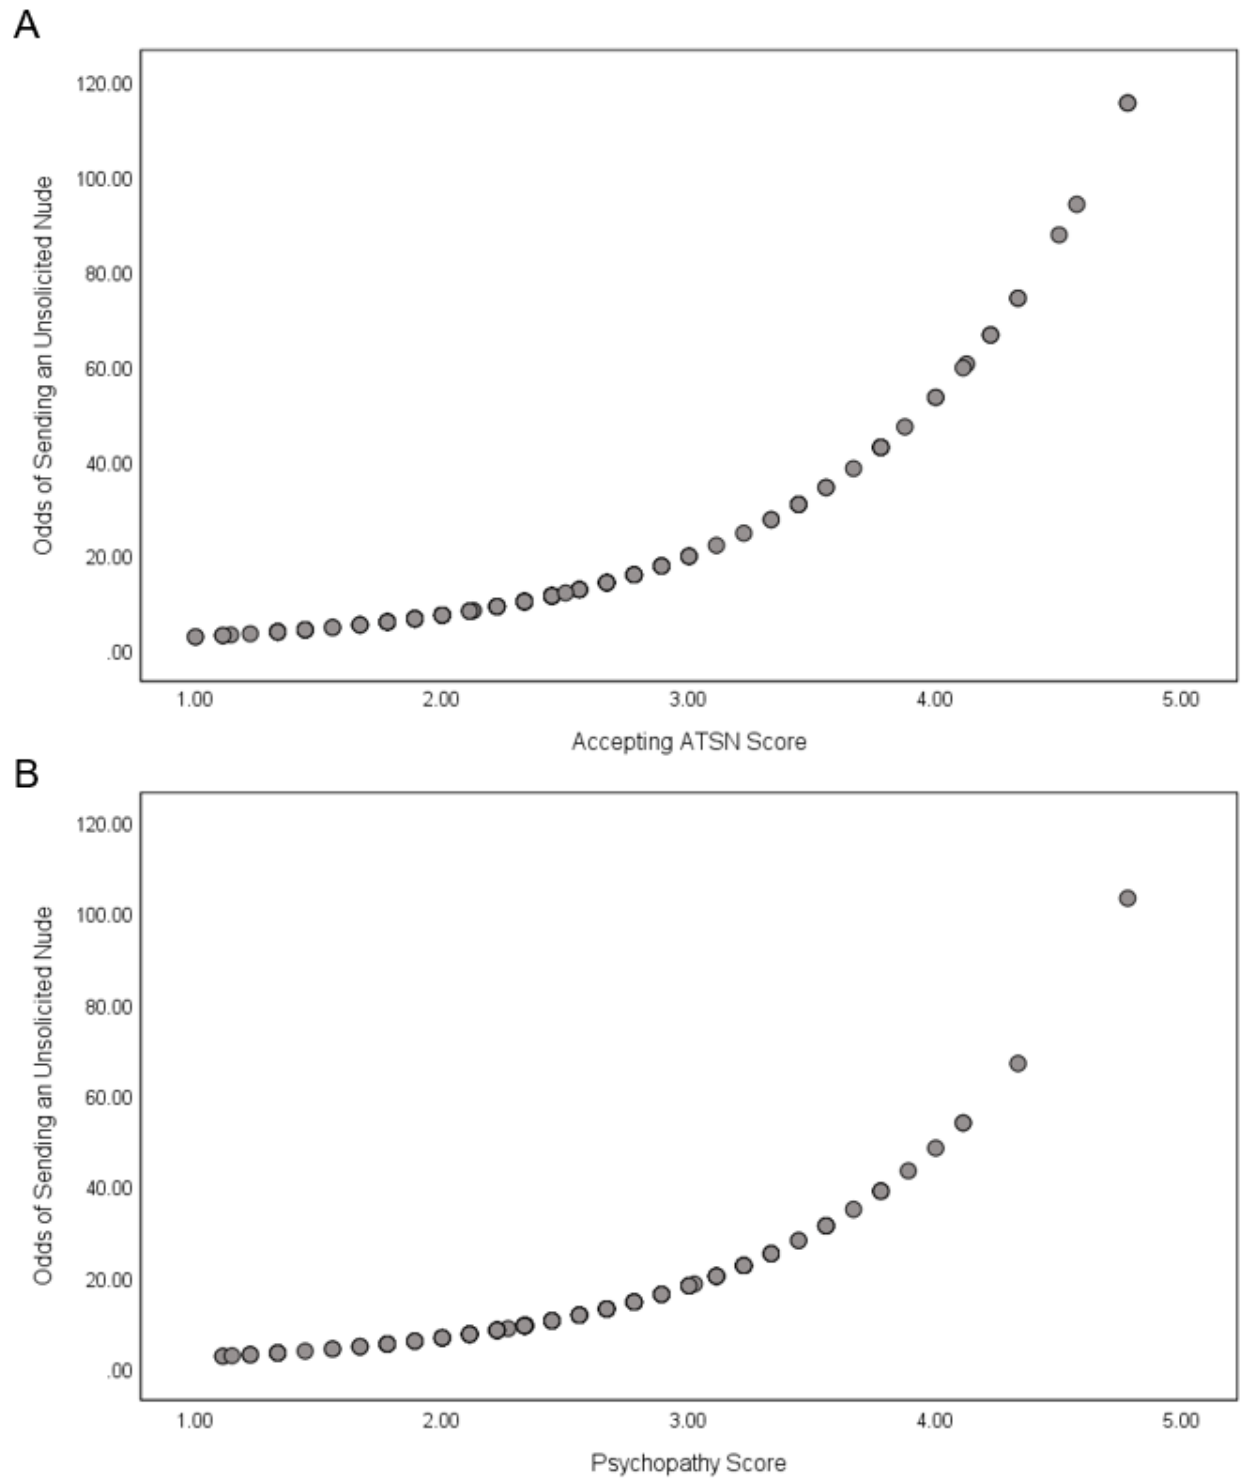 A
Odds of Sending an Unsolicited Nude
120.00
100.00
80.00
60.00
40.00
20.00
.00
1.00 2.00 3.00 4.00 5.00
Accepting ATSN Score
B
Odds of Sending an Unsolicited Nude
120.00
100.00
80.00
60.00
40.00
20.00
.00
1.00 2.00 3.00 4.00 5.00
Psychopathy Score